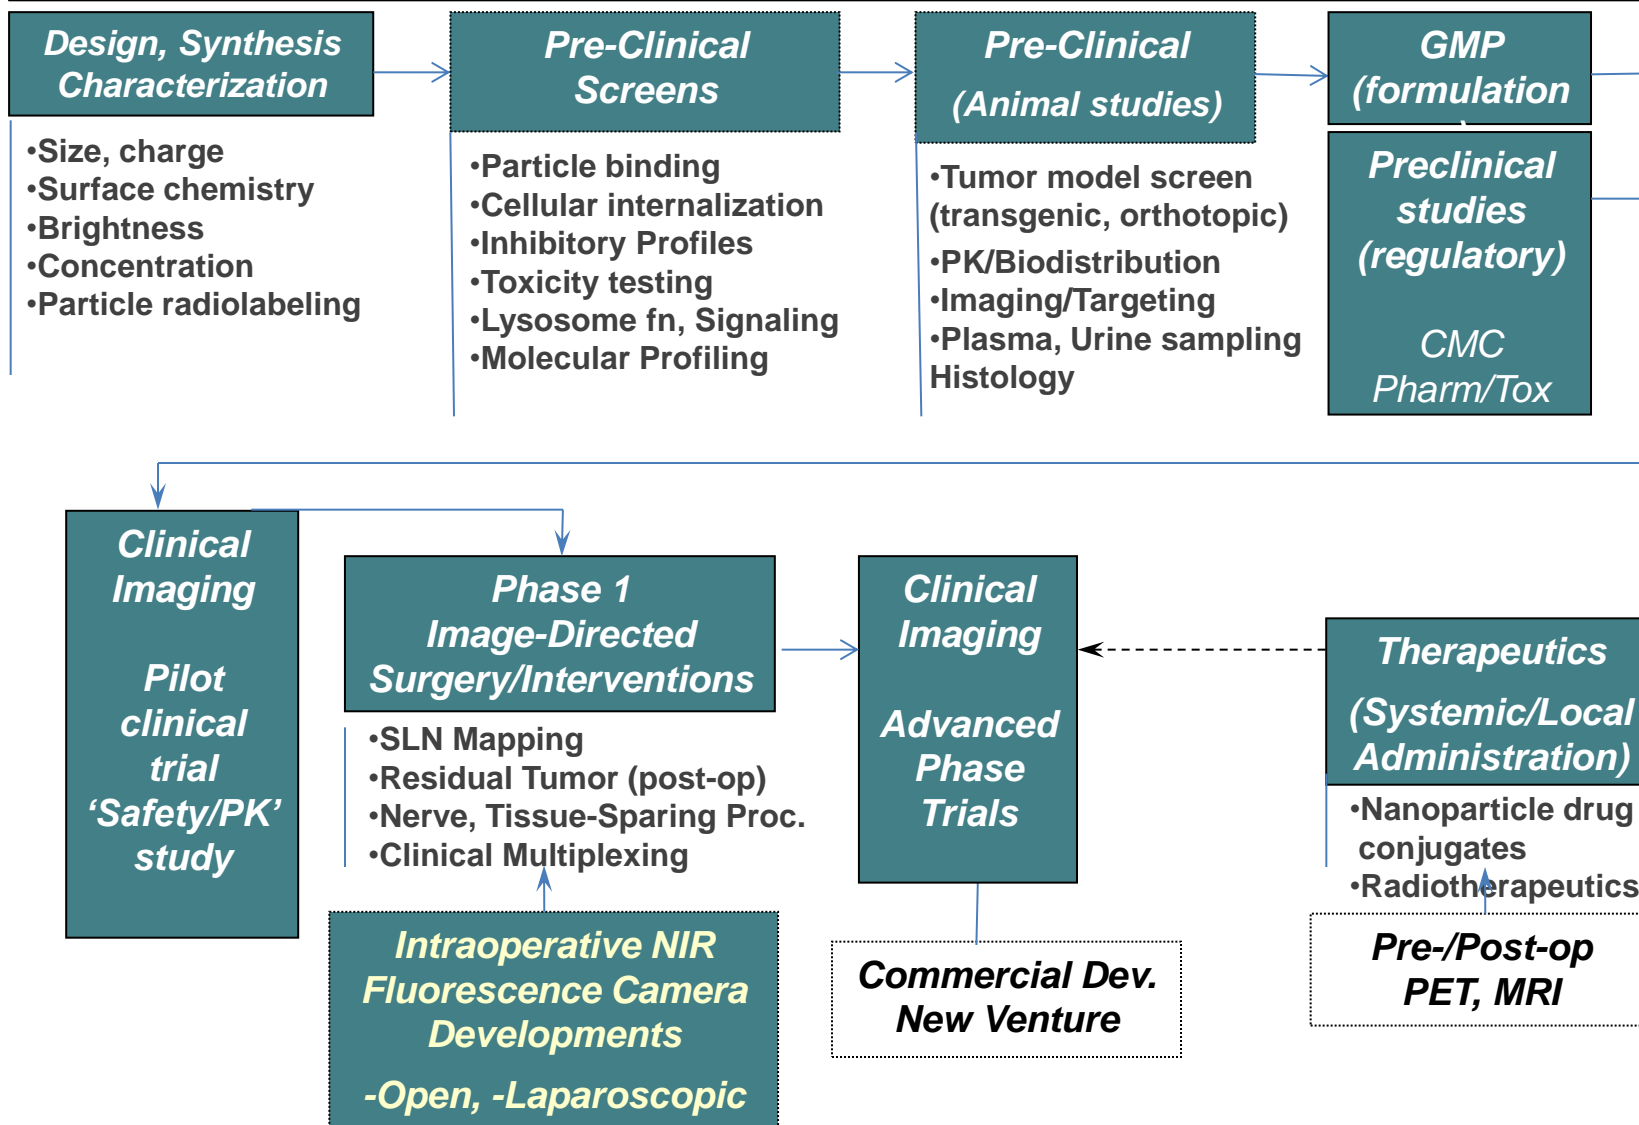 Design, Synthesis
Characterization
•Size, charge
•Surface chemistry
•Brightness
•Concentration
•Particle radiolabeling
Pre-Clinical
Screens
•Particle binding
•Cellular internalization
•Inhibitory Profiles
•Toxicity testing
•Lysosome fn, Signaling
•Molecular Profiling
Pre-Clinical
(Animal studies)
•Tumor model screen
(transgenic, orthotopic)
•PK/Biodistribution
•Imaging/Targeting
•Plasma, Urine sampling
Histology
GMP
(formulation
)
Preclinical
studies
(regulatory)
CMC
Pharm/Tox
Clinical
Imaging
Pilot
clinical
trial
‘Safety/PK’
study
Phase 1
Image-Directed
Surgery/Interventions
•SLN Mapping
•Residual Tumor (post-op)
•Nerve, Tissue-Sparing Proc.
•Clinical Multiplexing
Intraoperative NIR
Fluorescence Camera
Developments
-Open, -Laparoscopic
Clinical
Imaging
Advanced
Phase
Trials
Commercial Dev.
New Venture
Therapeutics
(Systemic/Local
Administration)
•Nanoparticle drug
conjugates
•Radiotherapeutics
Pre-/Post-op
PET, MRI